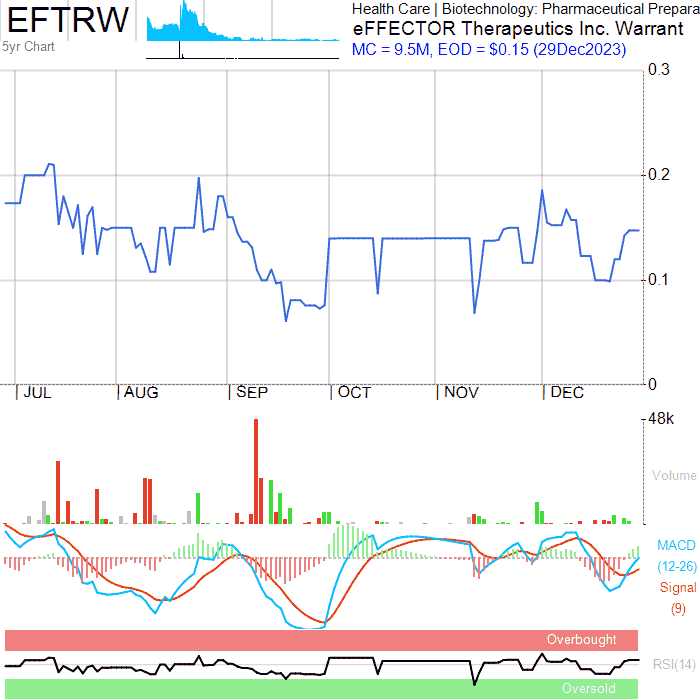 EFTRW
5yr Chart
Health Care | Biotechnology: Pharmaceutical Prepara
eFFECTOR Therapeutics Inc. Warrant
MC = 9.5M, EOD = $0.15 (29Dec2023)
0.3
0.2
0.1
0
JUL AUG SEP OCT NOV DEC
48k
Volume
MACD
(12-26)
Signal
(9)
Overbought
RSI(14)
Oversold